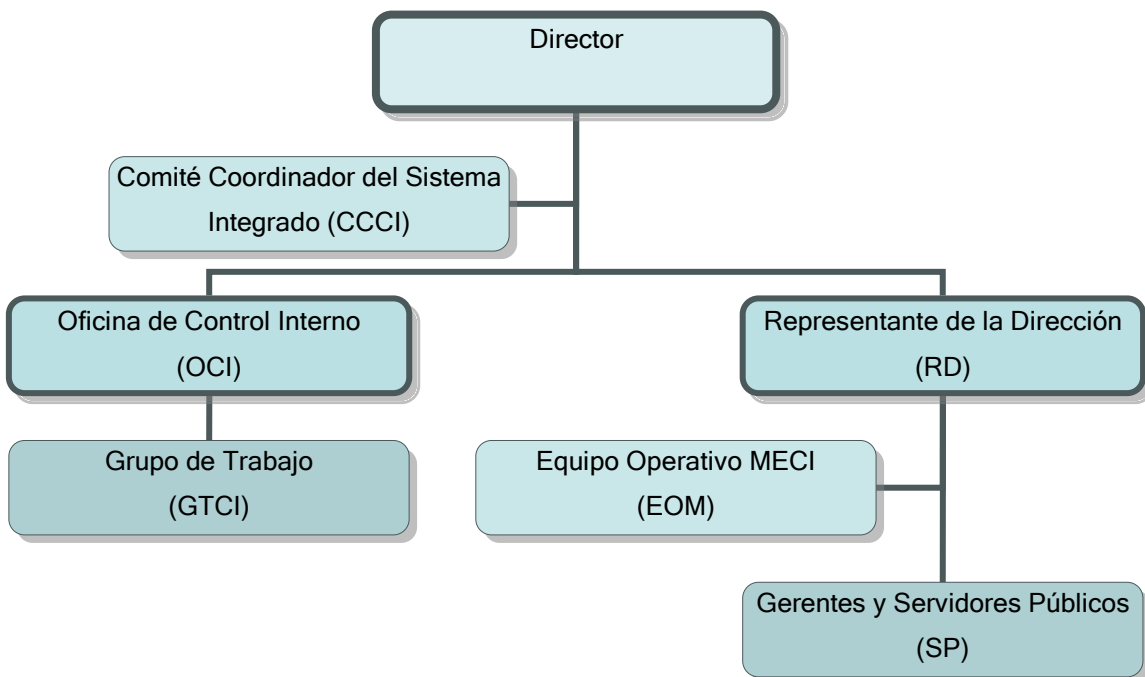 Director
Comité Coordinador del Sistema
Integrado (CCCI)
Oficina de Control Interno
(OCI)
Representante de la Dirección
(RD)
Grupo de Trabajo
(GTCI)
Equipo Operativo MECI
(EOM)
Gerentes y Servidores Públicos
(SP)